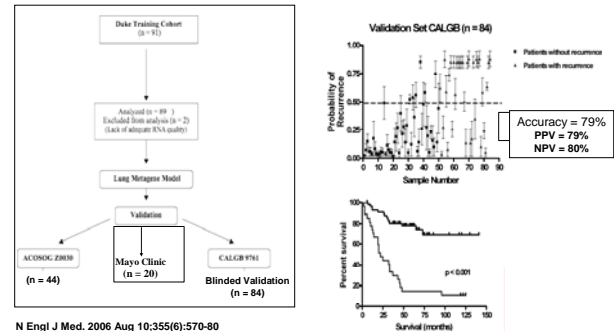 Duke Training Cohort
(n = 91)
Analyzed (n = 89 )
Excluded from analysis (n = 2)
(Lack of adequate RNA quality)
Lung Metagene Model
Validation
ACOSOG Z0030
(n = 44)
Mayo Clinic
(n = 20)
CALGB 9761
Blinded Validation
(n = 84)
N Engl J Med. 2006 Aug 10;355(6):570-80
Validation Set CALGB (n = 84)
Probability of
Recurrence
1.00
0.75
0.50
0.25
0.00
0 10 20 30 40 50 60 70 80 90
Sample Number
Patients without recurrence
Patients with recurrence
Accuracy = 79%
PPV = 79%
NPV = 80%
Percent survival
100
80
60
40
20
0
0 25 50 75 100 125 150
p < 0.001
Survival (months)